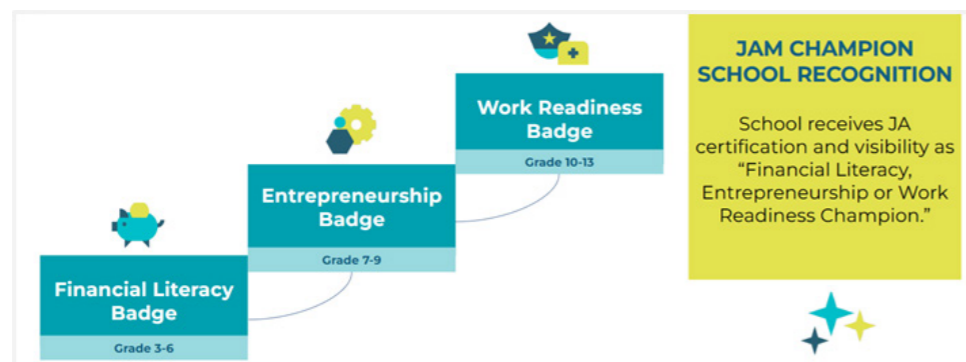 Financial Literacy
Badge
Grade 3-6
Entrepreneurship
Badge
Grade 7-9
Work Readiness
Badge
Grade 10-13
JAM CHAMPION
SCHOOL RECOGNITION
School receives JA
certification and visibility as
“Financial Literacy,
Entrepreneurship or Work
Readiness Champion.”